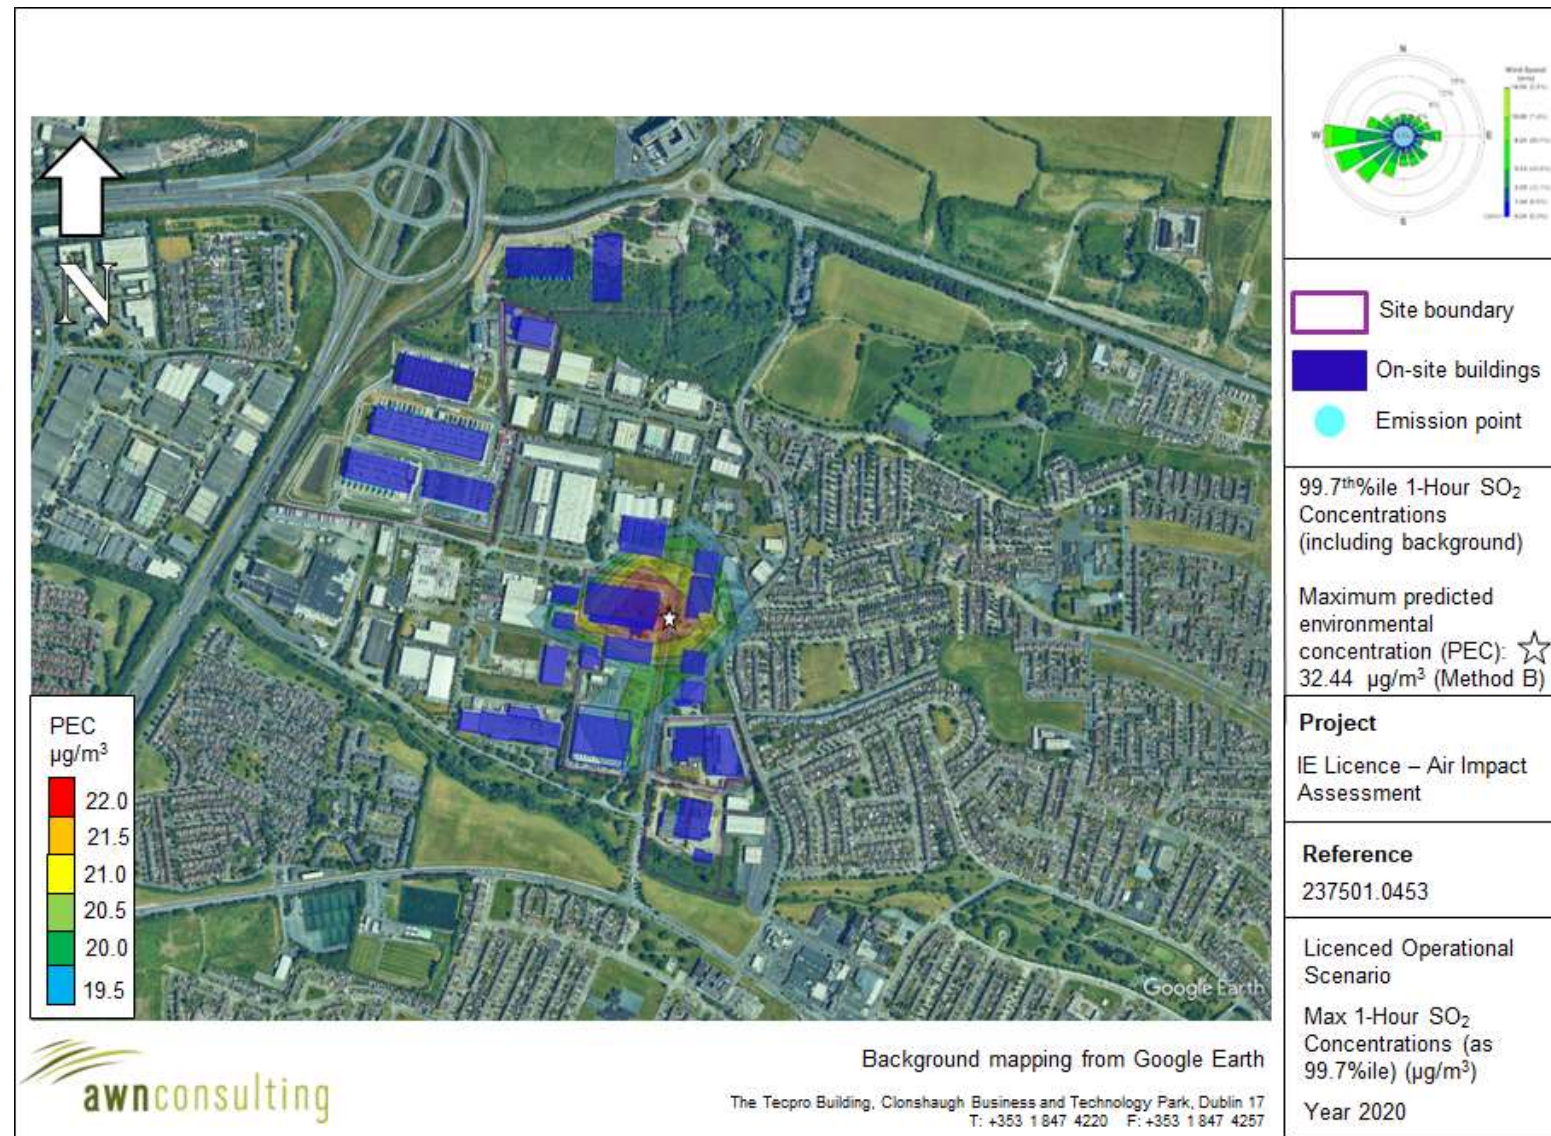 N
W
E
S
Wind Speed
N
Site boundary
On-site buildings
Emission point
99.7th%ile 1-Hour SO2
Concentrations
(including background)
Maximum predicted
environmental
concentration (PEC):
32.44 µg/m3 (Method B)
Project
IE Licence – Air Impact
Assessment
Reference
237501.0453
Licenced Operational
Scenario
Max 1-Hour SO2
Concentrations (as
99.7%ile) (µg/m3)
Year 2020
PEC
µg/m3
22.0
21.5
21.0
20.5
20.0
19.5
Google Earth
awnconsulting
Background mapping from Google Earth
The Tecpro Building, Clonshaugh Business and Technology Park, Dublin 17
T: +353 1 847 4220 F: +353 1 847 4257